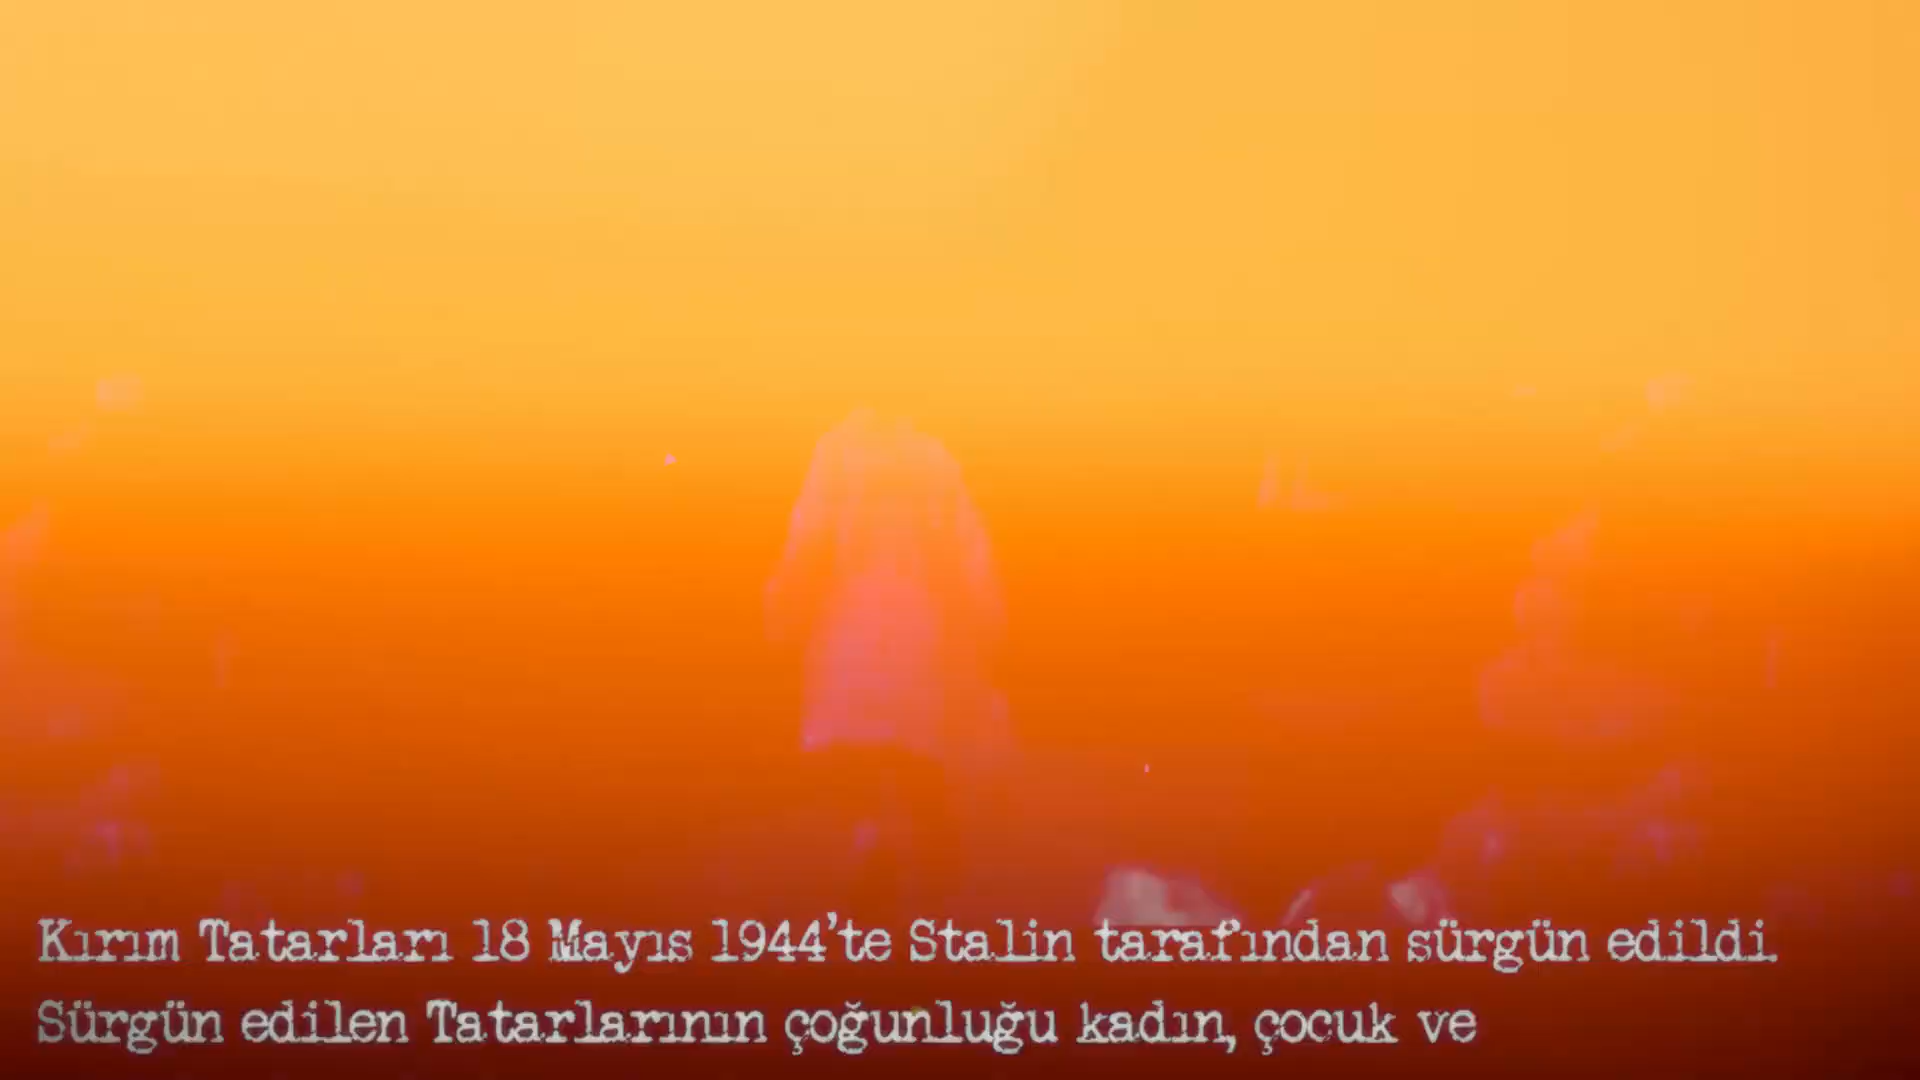 Kırım Tatarları 18 Mayıs 1944'te Stalin tarafından sürgün edildi.
Sürgün edilen Tatarlarının çoğunluğu kadın, çocuk ve